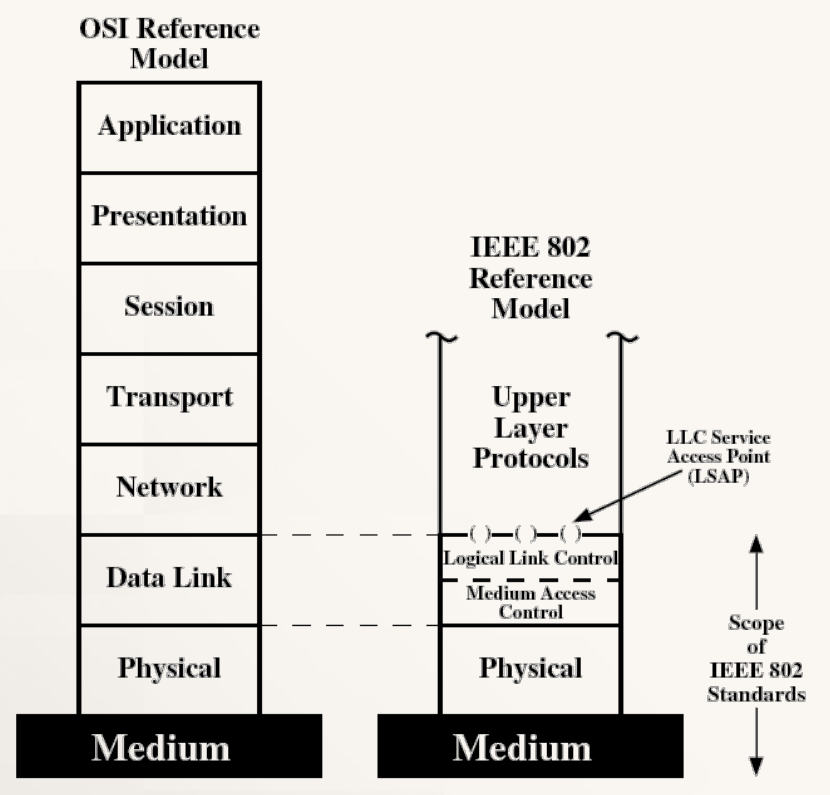 OSI Reference
Model
Application
Presentation
Session
Transport
Network
Data Link
Physical
Medium
IEEE 802
Reference
Model
Upper
Layer
Protocols
LLC Service
Access Point
(LSAP)
( ) ( ) ( )
Logical Link Control
Medium Access
Control
Physical
Medium
Scope
of
IEEE 802
Standards